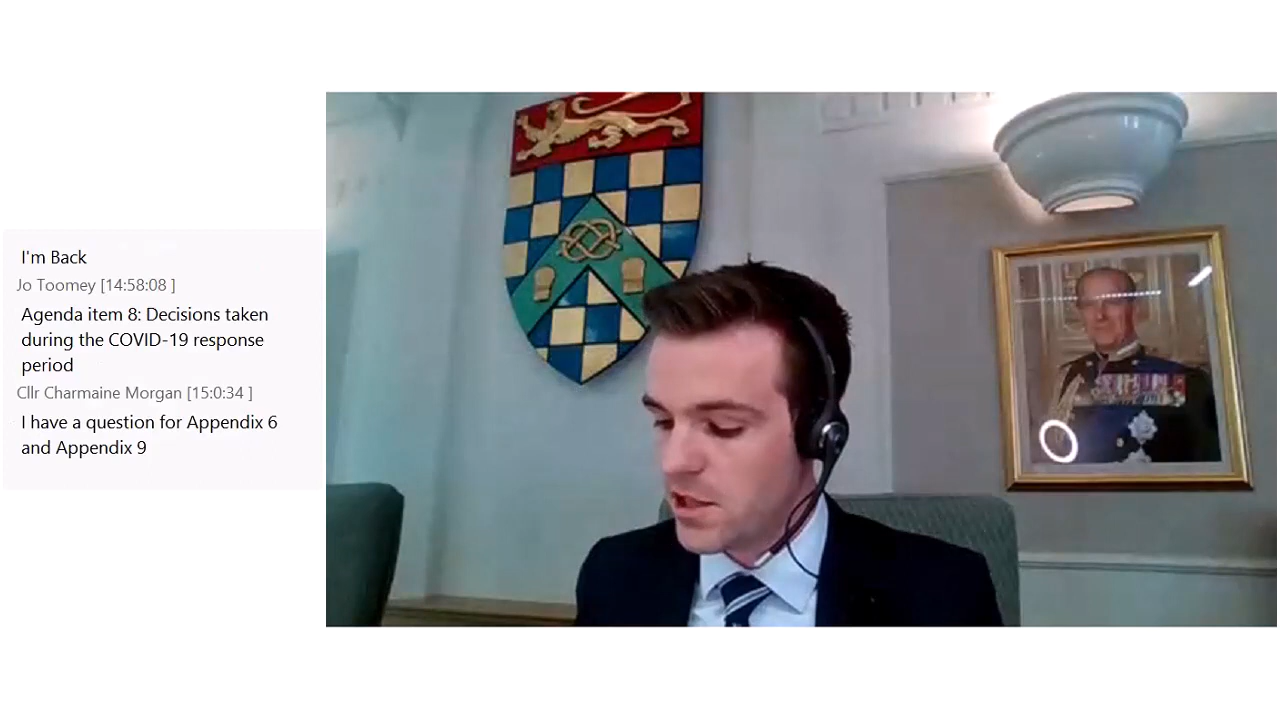 I'm Back
Jo Toomey [14:58:08 ]
Agenda item 8: Decisions taken
during the COVID-19 response
period
Cllr Charmaine Morgan [15:0:34 ]
I have a question for Appendix 6
and Appendix 9